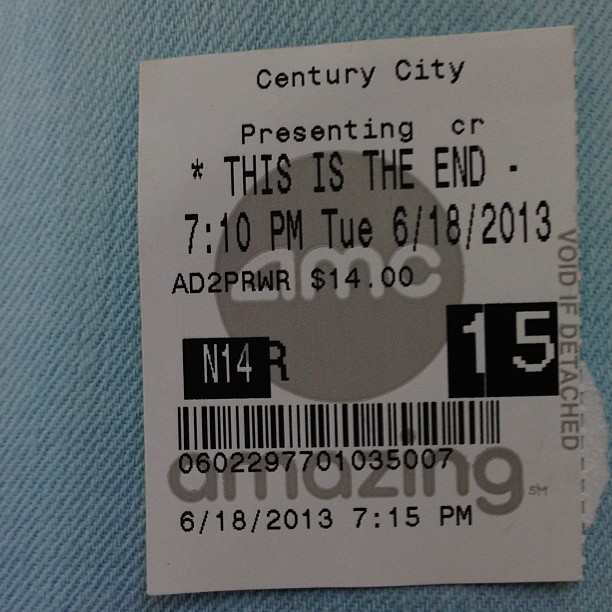 Century City
Presenting cr
* THIS IS THE END -
7:10 PM Tue 6/18/2013
AD2PRWR $14.00
amc
N14 R 15
VOID IF DETACHED
0602297701035007
amazing SM
6/18/2013 7:15 PM